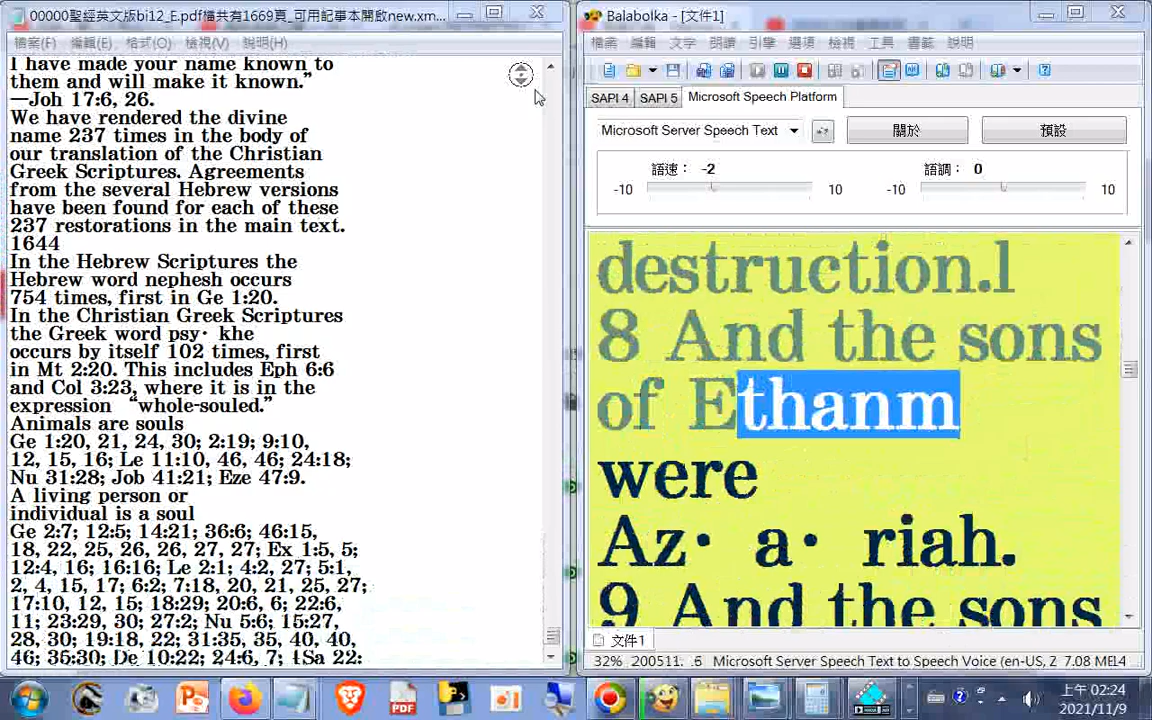 00000聖經英文版bi12_E.pdf檔共有1669頁_可用記事本開啟new.xm...
檔案(F) 編輯(E) 格式(O) 檢視(V) 說明(H)
I have made your name known to
them and will make it known.”
—Joh 17:6, 26.
We have rendered the divine
name 237 times in the body of
our translation of the Christian
Greek Scriptures. Agreements
from the several Hebrew versions
have been found for each of these
237 restorations in the main text.
1644
In the Hebrew Scriptures the
Hebrew word nephesh occurs
754 times, first in Ge 1:20.
In the Christian Greek Scriptures
the Greek word psy· khe
occurs by itself 102 times, first
in Mt 2:20. This includes Eph 6:6
and Col 3:23, where it is in the
expression “whole-souled.”
Animals are souls
Ge 1:20, 21, 24, 30; 2:19; 9:10,
12, 15, 16; Le 11:10, 46, 46; 24:18;
Nu 31:28; Job 41:21; Eze 47:9.
A living person or
individual is a soul
Ge 2:7; 12:5; 14:21; 36:6; 46:15,
18, 22, 25, 26, 26, 27, 27; Ex 1:5, 5;
12:4, 16; 16:16; Le 2:1; 4:2, 27; 5:1,
2, 4, 15, 17; 6:2; 7:18, 20, 21, 25, 27;
17:10, 12, 15; 18:29; 20:6, 6; 22:6,
11; 23:29, 30; 27:2; Nu 5:6; 15:27,
28, 30; 19:18, 22; 31:35, 35, 40, 40,
46; 35:30; De 10:22; 24:6, 7; 1Sa 22:
Balabolka - [文件1]
檔案 編輯 文字 閱讀 引擎 選項 檢視 工具 書籤 說明
SAPI 4 SAPI 5 Microsoft Speech Platform
Microsoft Server Speech Text 關於 預設
語速： -2 語調： 0
-10 10 -10 10
destruction.l
8 And the sons
of Ethanm
were
Az· a· riah.
9 And the sons
文件1
32% 200511. .6 Microsoft Server Speech Text to Speech Voice (en-US, Z 7.08 ME14
PDF
上午 02:24
2021/11/9